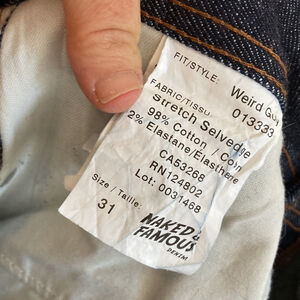 FIT/STYLE: Weird Guy
013333
FABRIC/TISSU:
Stretch Selvedge
98% Cotton / Coton
2% Elastane/Élasthene
CA53268
RN124802
Lot: 0031468
Size / Taille:
31
NAKED &
FAMOUS
DENIM